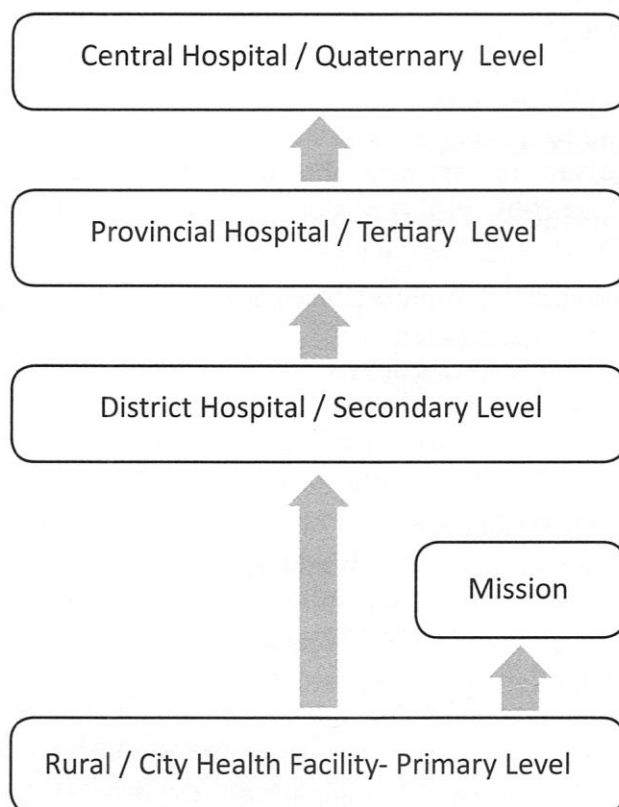 Central Hospital / Quaternary Level
Provincial Hospital / Tertiary Level
District Hospital / Secondary Level
Mission
Rural / City Health Facility- Primary Level